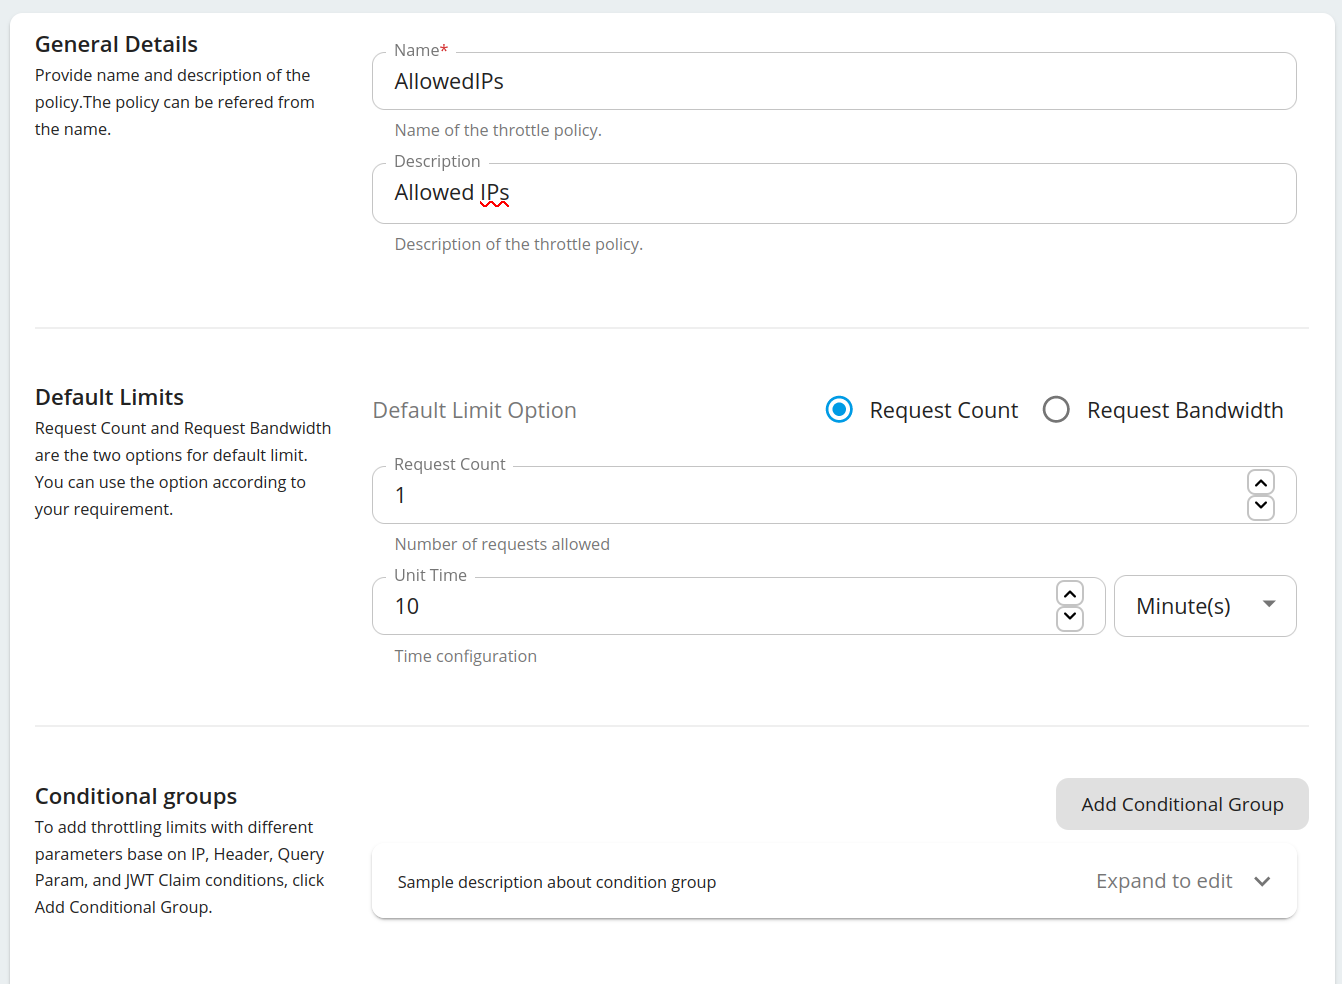 General Details
Provide name and description of the
policy.The policy can be refered from
the name.
Name*
AllowedIPs
Name of the throttle policy.
Description
Allowed IPs
Description of the throttle policy.
Default Limits
Request Count and Request Bandwidth
are the two options for default limit.
You can use the option according to
your requirement.
Default Limit Option
Request Count
Request Bandwidth
Request Count
1
Number of requests allowed
Unit Time
10
Minute(s)
Time configuration
Conditional groups
To add throttling limits with different
parameters base on IP, Header, Query
Param, and JWT Claim conditions, click
Add Conditional Group.
Add Conditional Group
Sample description about condition group
Expand to edit